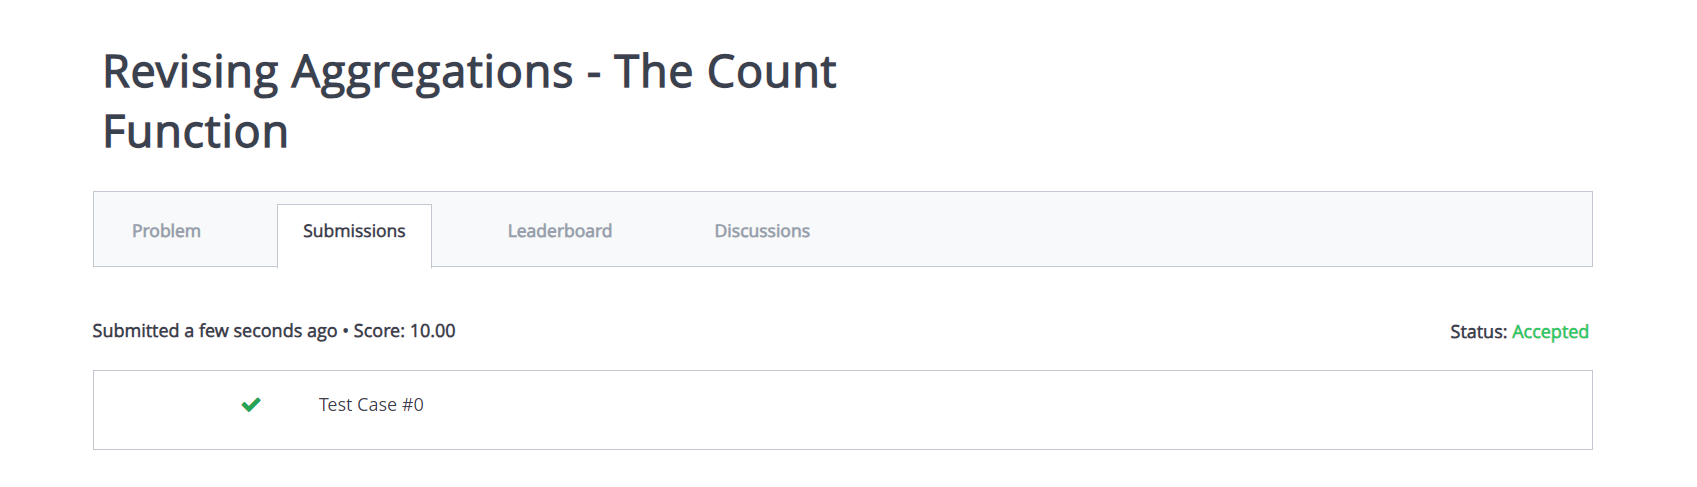 Revising Aggregations - The Count
Function
Problem Submissions Leaderboard Discussions
Submitted a few seconds ago • Score: 10.00 Status: Accepted
Test Case #0